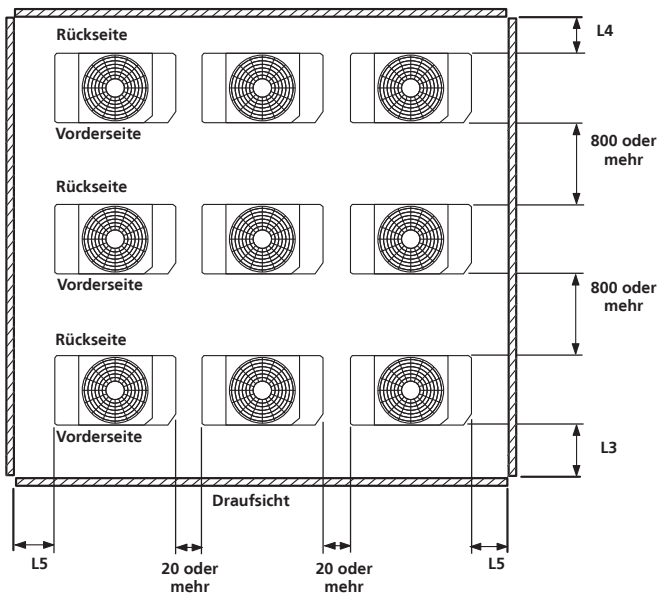 Rückseite
L4
Vorderseite
800 oder
mehr
Rückseite
Vorderseite
800 oder
mehr
Rückseite
Vorderseite
L3
Draufsicht
L5
20 oder
mehr
20 oder
mehr
L5